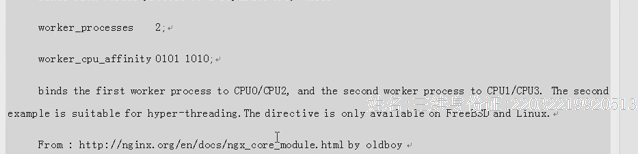 worker_processes    2;
worker_cpu_affinity 0101 1010;
binds the first worker process to CPU0/CPU2, and the second worker process to CPU1/CPU3. The second
example is suitable for hyper-threading.The directive is only available on FreeBSD and Linux.
From : http://nginx.org/en/docs/ngx_core_module.html by oldboy